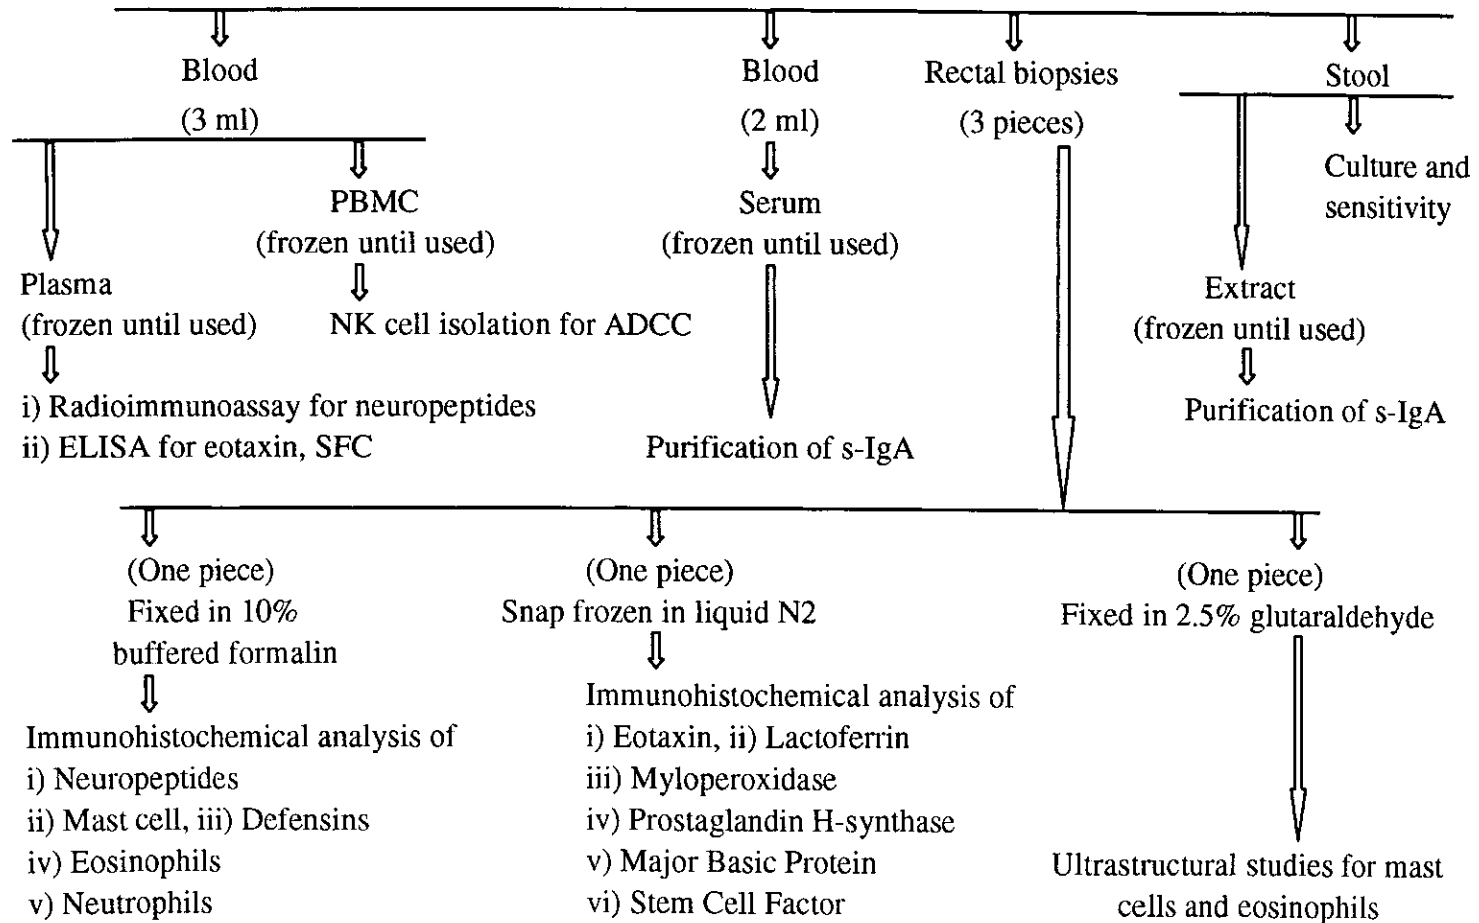 Blood
(3 ml)
Blood
(2 ml)
Rectal biopsies
(3 pieces)
Stool
Plasma
(frozen until used)
i) Radioimmunoassay for neuropeptides
ii) ELISA for eotaxin, SFC
PBMC
(frozen until used)
NK cell isolation for ADCC
Serum
(frozen until used)
Purification of s-IgA
Extract
(frozen until used)
Purification of s-IgA
Culture and
sensitivity
(One piece)
Fixed in 10%
buffered formalin
Immunohistochemical analysis of
i) Neuropeptides
ii) Mast cell, iii) Defensins
iv) Eosinophils
v) Neutrophils
(One piece)
Snap frozen in liquid N2
Immunohistochemical analysis of
i) Eotaxin, ii) Lactoferrin
iii) Myloperoxidase
iv) Prostaglandin H-synthase
v) Major Basic Protein
vi) Stem Cell Factor
(One piece)
Fixed in 2.5% glutaraldehyde
Ultrastructural studies for mast
cells and eosinophils